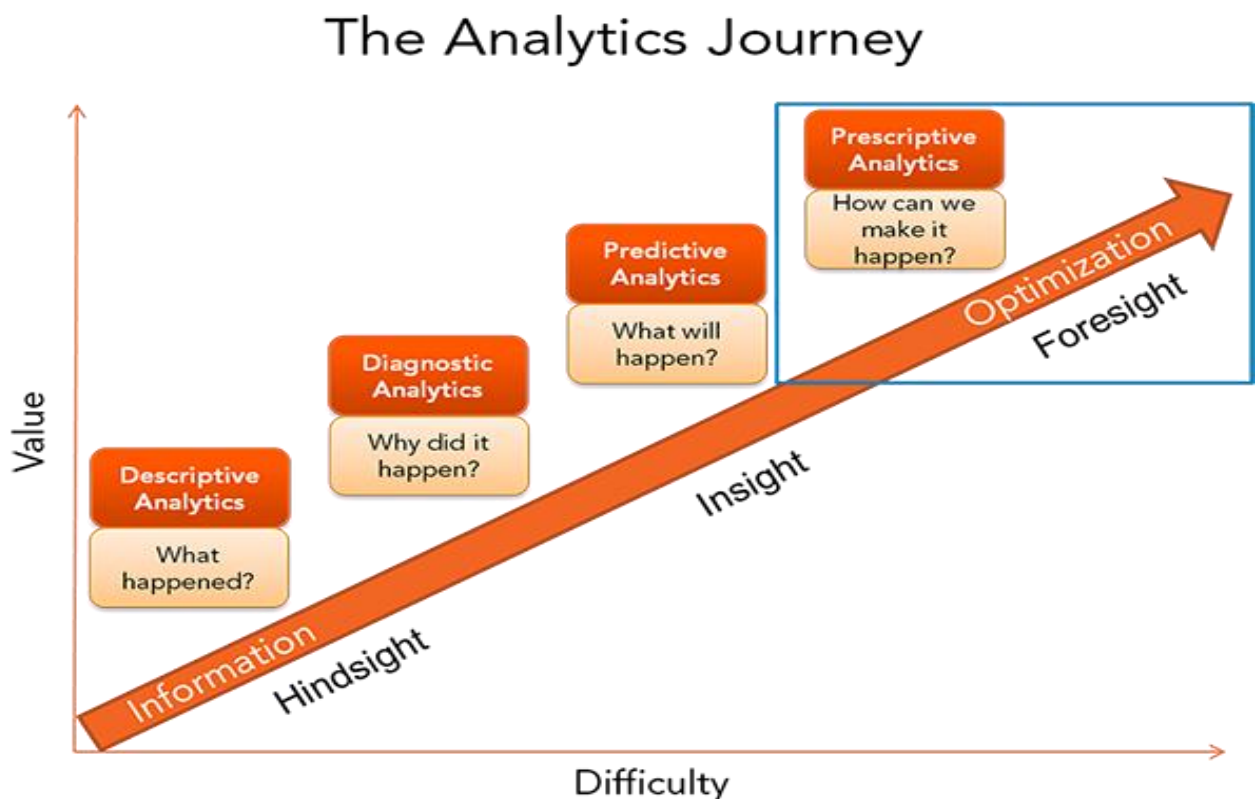 The Analytics Journey
Value
Prescriptive
Analytics
How can we
make it
happen?
Predictive
Analytics
What will
happen?
Diagnostic
Analytics
Why did it
happen?
Descriptive
Analytics
What
happened?
Information
Optimization
Hindsight
Insight
Foresight
Difficulty